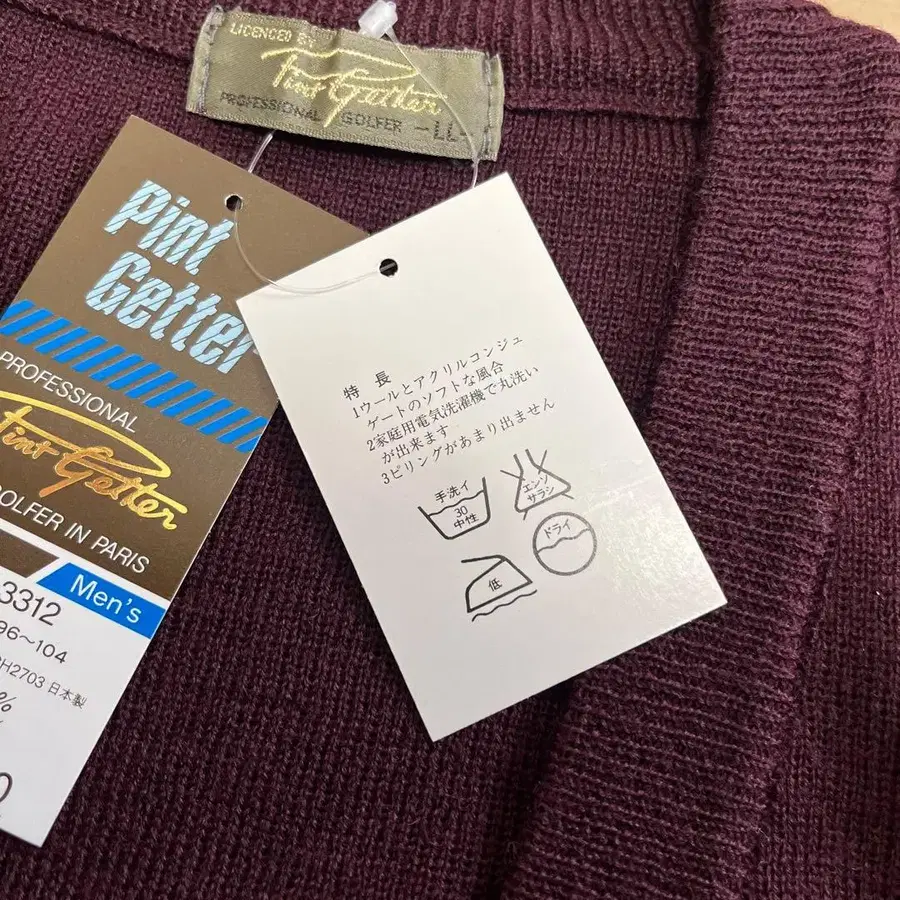 LICENCED BY
Pint Getter
PROFESSIONAL GOLFER -LL
Pint
Getter
PROFESSIONAL
Pint Getter
GOLFER IN PARIS
Men's
3312
96～104
H2703 日本製
%
0
特 長
1ウールとアクリルコンジュ
ゲートのソフトな風合
2家庭用電気洗濯機で丸洗い
が出来ます
3ピリングがあまり出ません
手洗イ
30
中性
エンソ
サラシ
ドライ
低